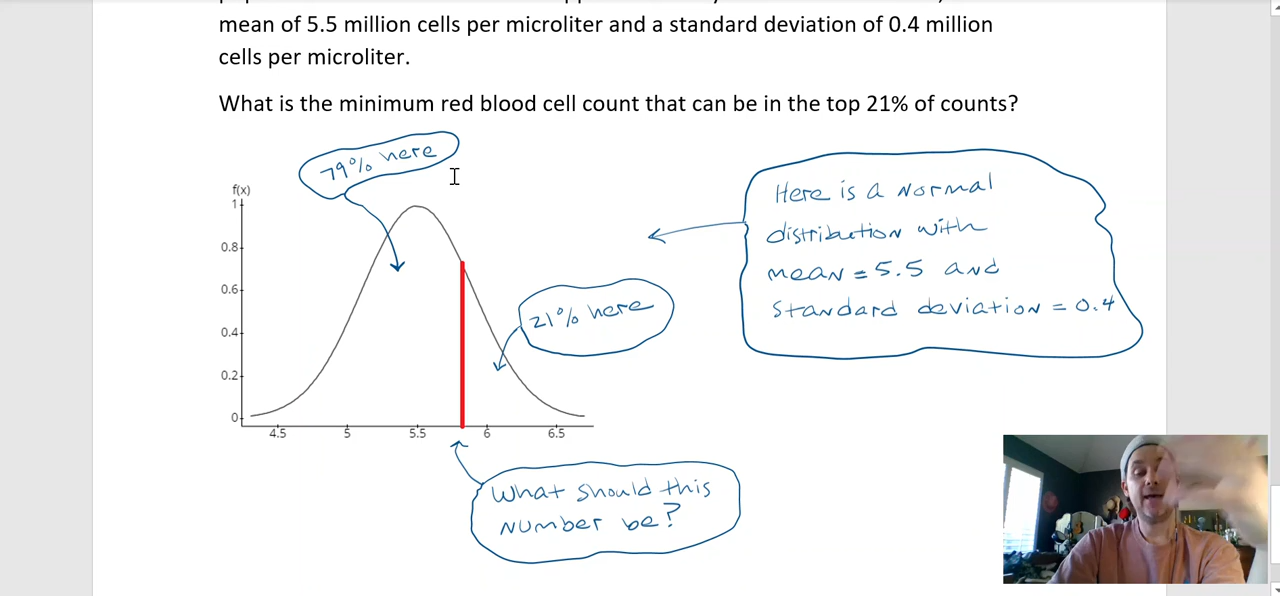 mean of 5.5 million cells per microliter and a standard deviation of 0.4 million
cells per microliter.
What is the minimum red blood cell count that can be in the top 21% of counts?
79% here
f(x)
1
0.8
0.6
0.4
0.2
0
4.5 5 5.5 6 6.5
21% here
What should this
number be?
Here is a normal
distribution with
mean = 5.5 and
standard deviation = 0.4